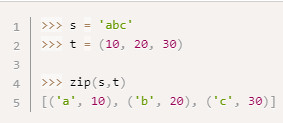 1 >>> s = 'abc'
2 >>> t = (10, 20, 30)
3
4 >>> zip(s,t)
5 [('a', 10), ('b', 20), ('c', 30)]